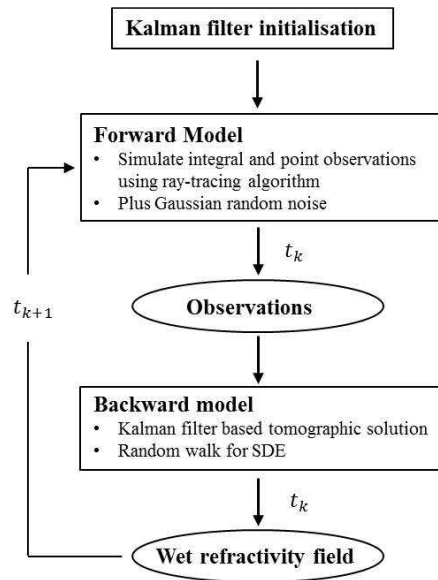 Kalman filter initialisation
Forward Model
• Simulate integral and point observations
using ray-tracing algorithm
• Plus Gaussian random noise
t_k
Observations
t_{k+1}
Backward model
• Kalman filter based tomographic solution
• Random walk for SDE
t_k
Wet refractivity field